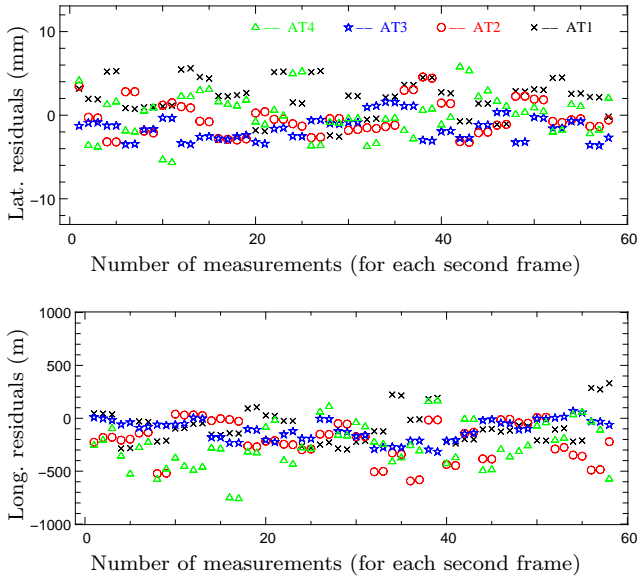 AT4 AT3 AT2 AT1
Lat. residuals (mm)
10
0
−10
0 20 40 60
Number of measurements (for each second frame)
Long. residuals (m)
1000
500
0
−500
−1000
0 20 40 60
Number of measurements (for each second frame)